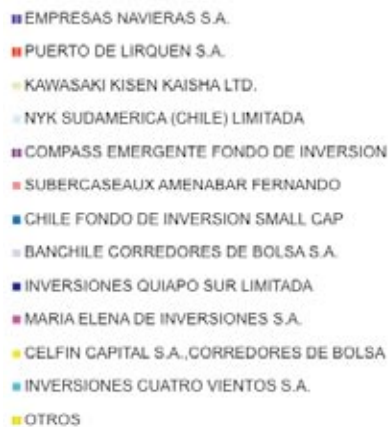 EMPRESAS NAVIERAS S.A.
PUERTO DE LIRQUEN S.A.
KAWASAKI KISEN KAISHA LTD.
NYK SUDAMERICA (CHILE) LIMITADA
COMPASS EMERGENTE FONDO DE INVERSION
SUBERCASEAUX AMENABAR FERNANDO
CHILE FONDO DE INVERSION SMALL CAP
BANCHILE CORREDORES DE BOLSA S.A.
INVERSIONES QUIAPO SUR LIMITADA
MARIA ELENA DE INVERSIONES S.A.
CELFIN CAPITAL S.A.,CORREDORES DE BOLSA
INVERSIONES CUATRO VIENTOS S.A.
OTROS